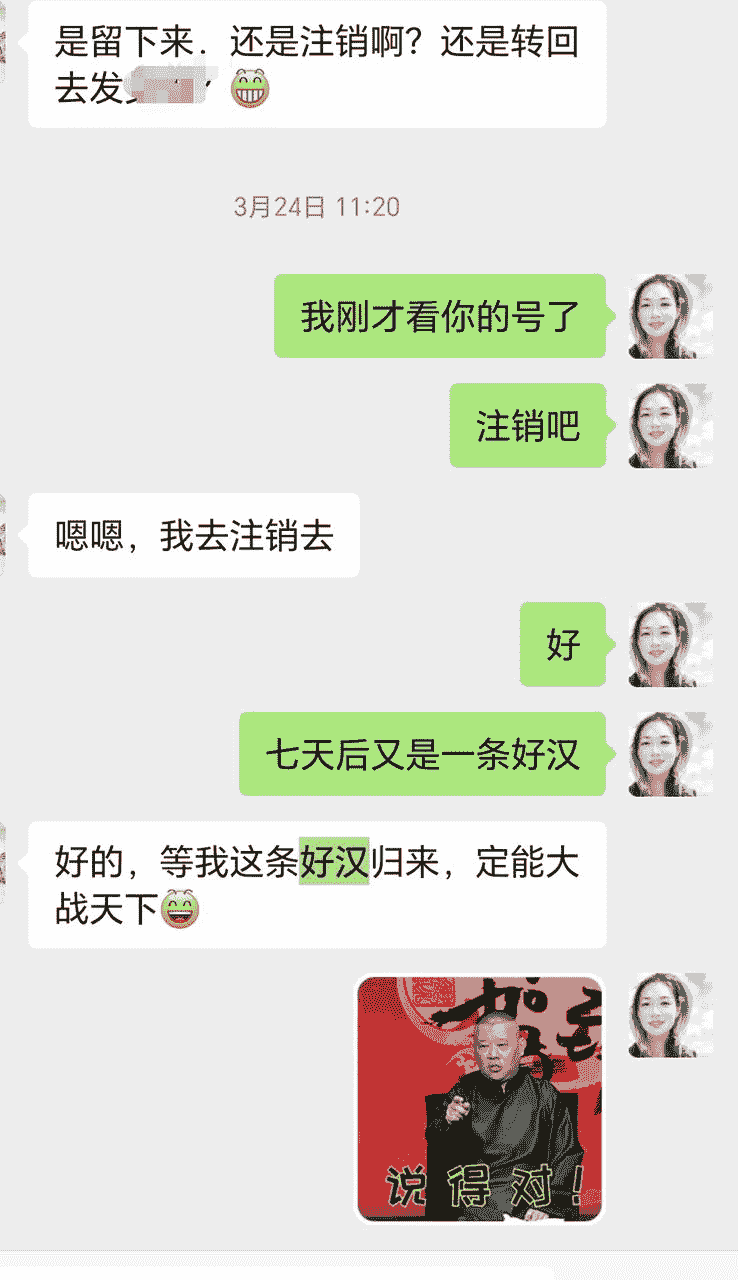 是留下来．还是注销啊？还是转回
去发
3月24日 11:20
我刚才看你的号了
注销吧
嗯嗯，我去注销去
好
七天后又是一条好汉
好的，等我这条好汉归来，定能大
战天下
说得对！